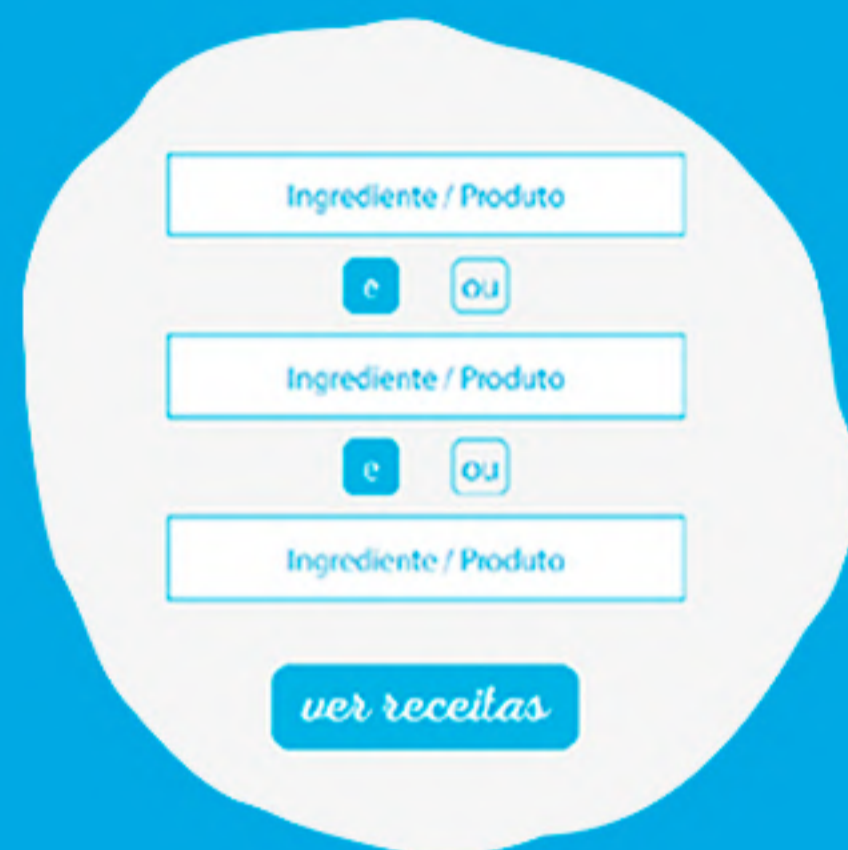 Ingrediente / Produto
e ou
Ingrediente / Produto
e ou
Ingrediente / Produto
ver receitas